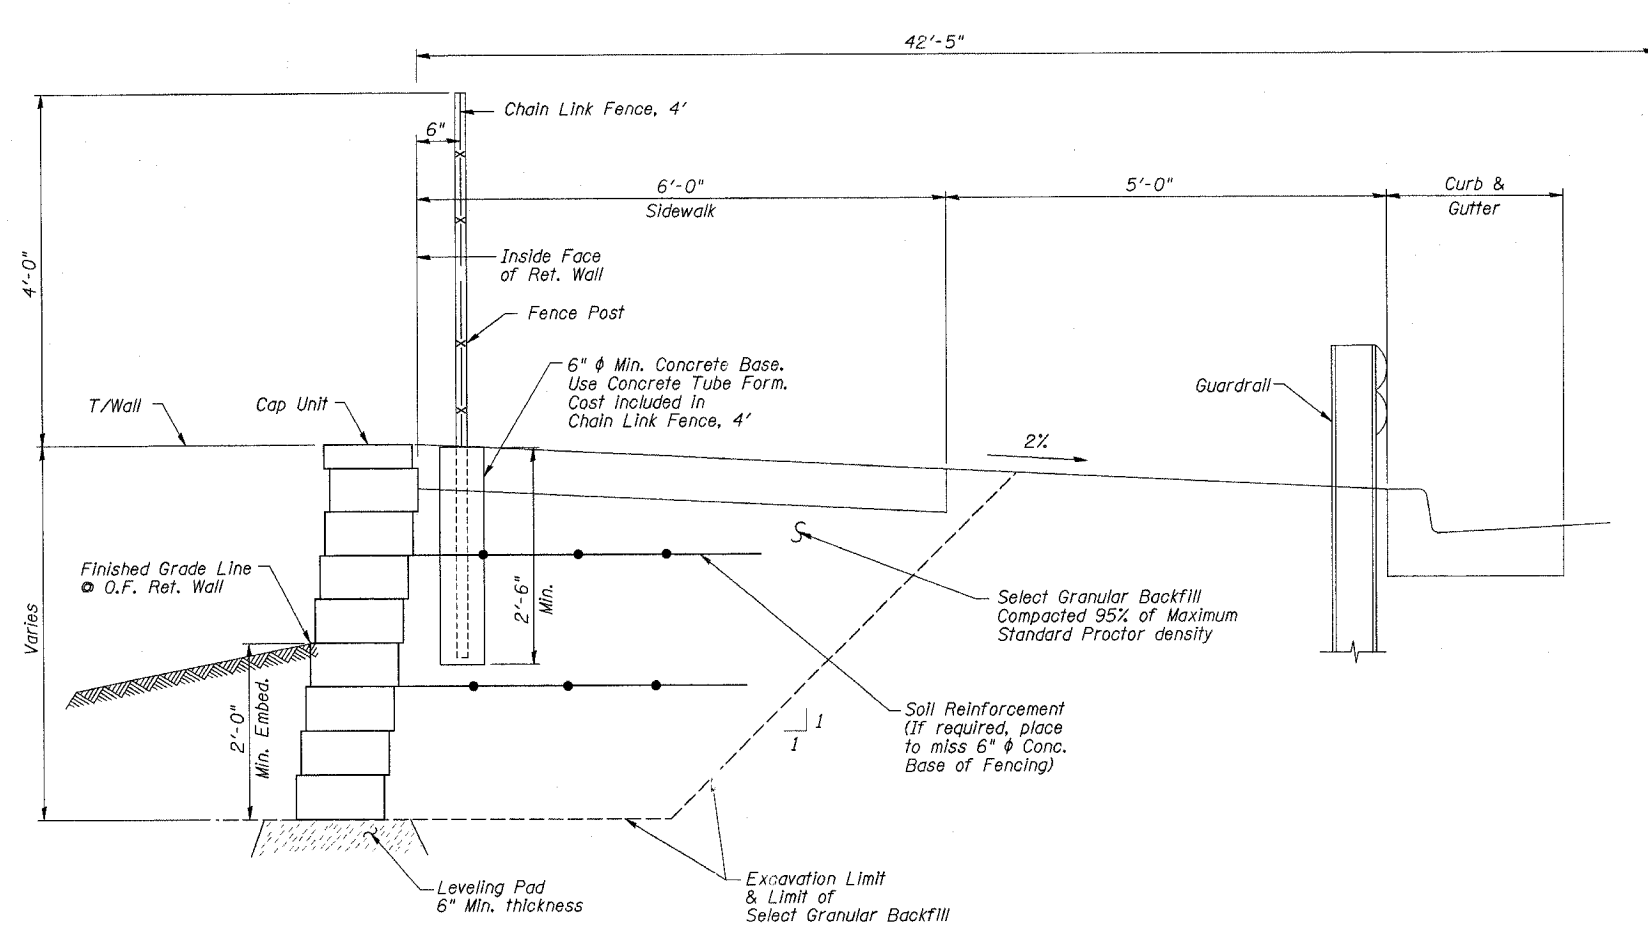 42'-5"
Chain Link Fence, 4'
6"
6'-0"
Sidewalk
5'-0"
Curb &
Gutter
4'-0"
Inside Face
of Ret. Wall
Fence Post
6" ϕ Min. Concrete Base.
Use Concrete Tube Form.
Cost included in
Chain Link Fence, 4'
Guardrail
T/Wall
Cap Unit
2%
Finished Grade Line
@ O.F. Ret. Wall
2'-6"
Min.
Select Granular Backfill
Compacted 95% of Maximum
Standard Proctor density
Varies
2'-0"
Min. Embed.
1
1
Soil Reinforcement
(If required, place
to miss 6" ϕ Conc.
Base of Fencing)
Leveling Pad
6" Min. thickness
Excavation Limit
& Limit of
Select Granular Backfill